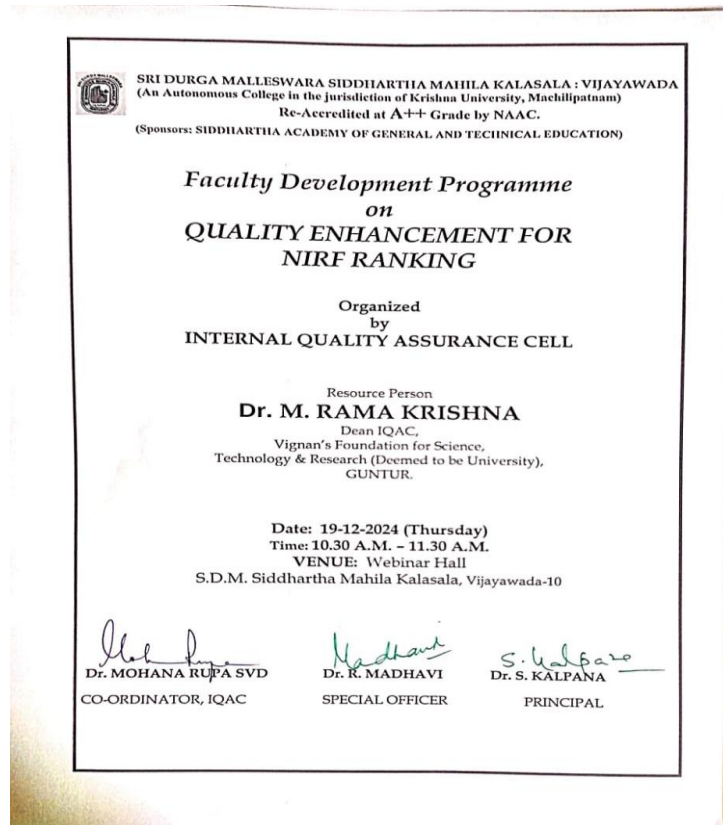 SRI DURGA MALLESWARA SIDDHARTHA MAHILA KALASALA : VIJAYAWADA
(An Autonomous College in the jurisdiction of Krishna University, Machilipatnam)
Re-Accredited at A++ Grade by NAAC.
(Sponsors: SIDDHARTHA ACADEMY OF GENERAL AND TECHNICAL EDUCATION)
Faculty Development Programme
on
QUALITY ENHANCEMENT FOR
NIRF RANKING
Organized
by
INTERNAL QUALITY ASSURANCE CELL
Resource Person
Dr. M. RAMA KRISHNA
Dean IQAC,
Vignan's Foundation for Science,
Technology & Research (Deemed to be University),
GUNTUR.
Date: 19-12-2024 (Thursday)
Time: 10.30 A.M. – 11.30 A.M.
VENUE: Webinar Hall
S.D.M. Siddhartha Mahila Kalasala, Vijayawada-10
Madhavi S. Kalpana
Dr. MOHANA RUPA SVD Dr. R. MADHAVI Dr. S. KALPANA
CO-ORDINATOR, IQAC SPECIAL OFFICER PRINCIPAL